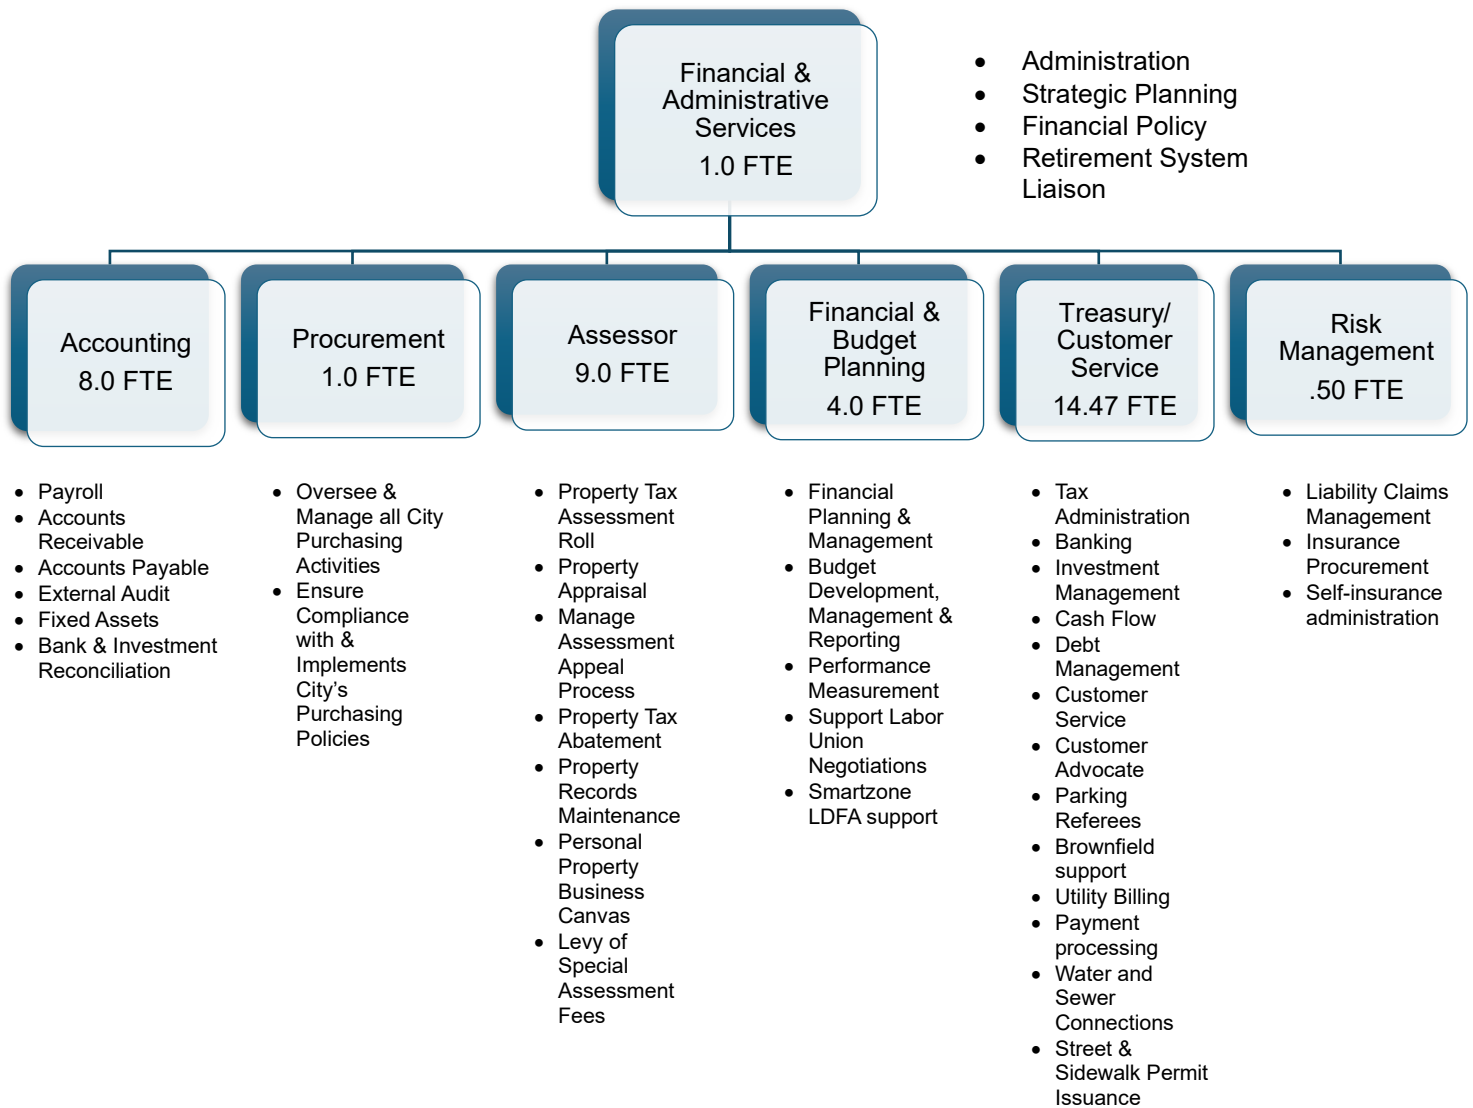 Financial &
Administrative
Services
1.0 FTE
• Administration
• Strategic Planning
• Financial Policy
• Retirement System
Liaison
Accounting
8.0 FTE
Procurement
1.0 FTE
Assessor
9.0 FTE
Financial &
Budget
Planning
4.0 FTE
Treasury/
Customer
Service
14.47 FTE
Risk
Management
.50 FTE
• Payroll
• Accounts
Receivable
• Accounts Payable
• External Audit
• Fixed Assets
• Bank & Investment
Reconciliation
• Oversee &
Manage all City
Purchasing
Activities
• Ensure
Compliance
with &
Implements
City’s
Purchasing
Policies
• Property Tax
Assessment
Roll
• Property
Appraisal
• Manage
Assessment
Appeal
Process
• Property Tax
Abatement
• Property
Records
Maintenance
• Personal
Property
Business
Canvas
• Levy of
Special
Assessment
Fees
• Financial
Planning &
Management
• Budget
Development,
Management &
Reporting
• Performance
Measurement
• Support Labor
Union
Negotiations
• Smartzone
LDFA support
• Tax
Administration
• Banking
• Investment
Management
• Cash Flow
• Debt
Management
• Customer
Service
• Customer
Advocate
• Parking
Referees
• Brownfield
support
• Utility Billing
• Payment
processing
• Water and
Sewer
Connections
• Street &
Sidewalk Permit
Issuance
• Liability Claims
Management
• Insurance
Procurement
• Self-insurance
administration